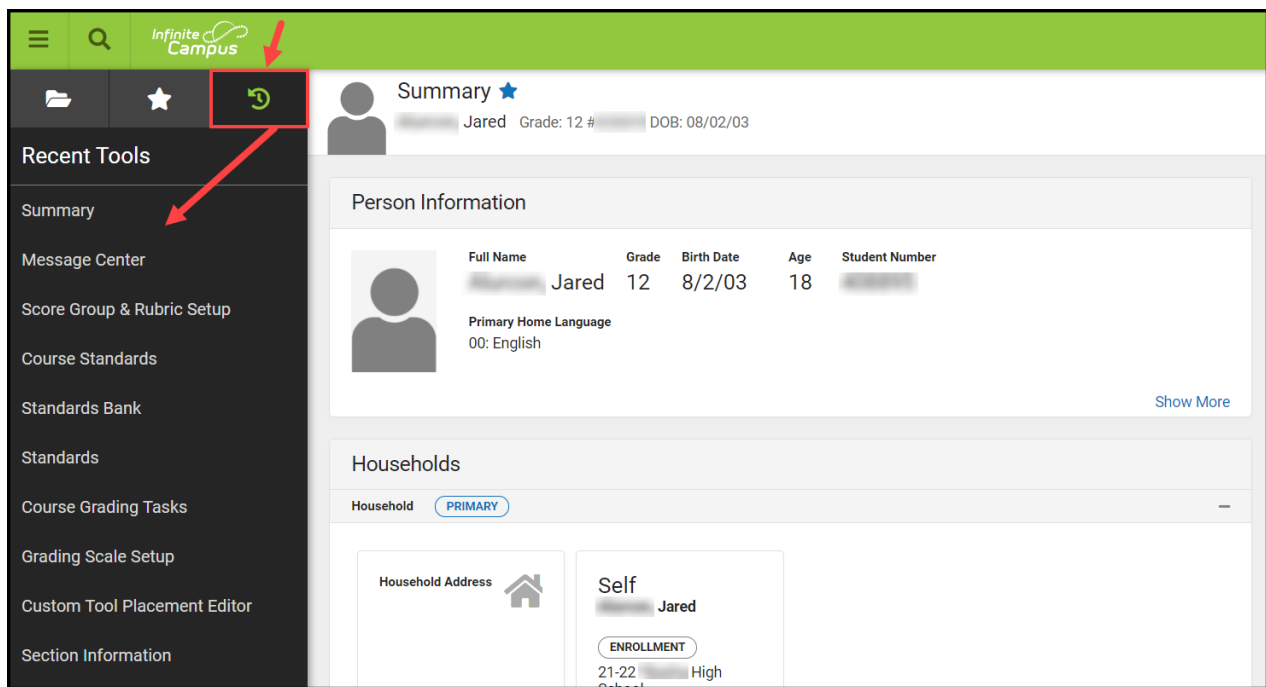 Infinite
Campus
Summary
Jared Grade: 12 # DOB: 08/02/03
Recent Tools
Summary
Message Center
Score Group & Rubric Setup
Course Standards
Standards Bank
Standards
Course Grading Tasks
Grading Scale Setup
Custom Tool Placement Editor
Section Information
Person Information
Full Name Grade Birth Date Age Student Number
Jared 12 8/2/03 18
Primary Home Language
00: English
Show More
Households
Household PRIMARY
Household Address
Self
Jared
ENROLLMENT
21-22 High